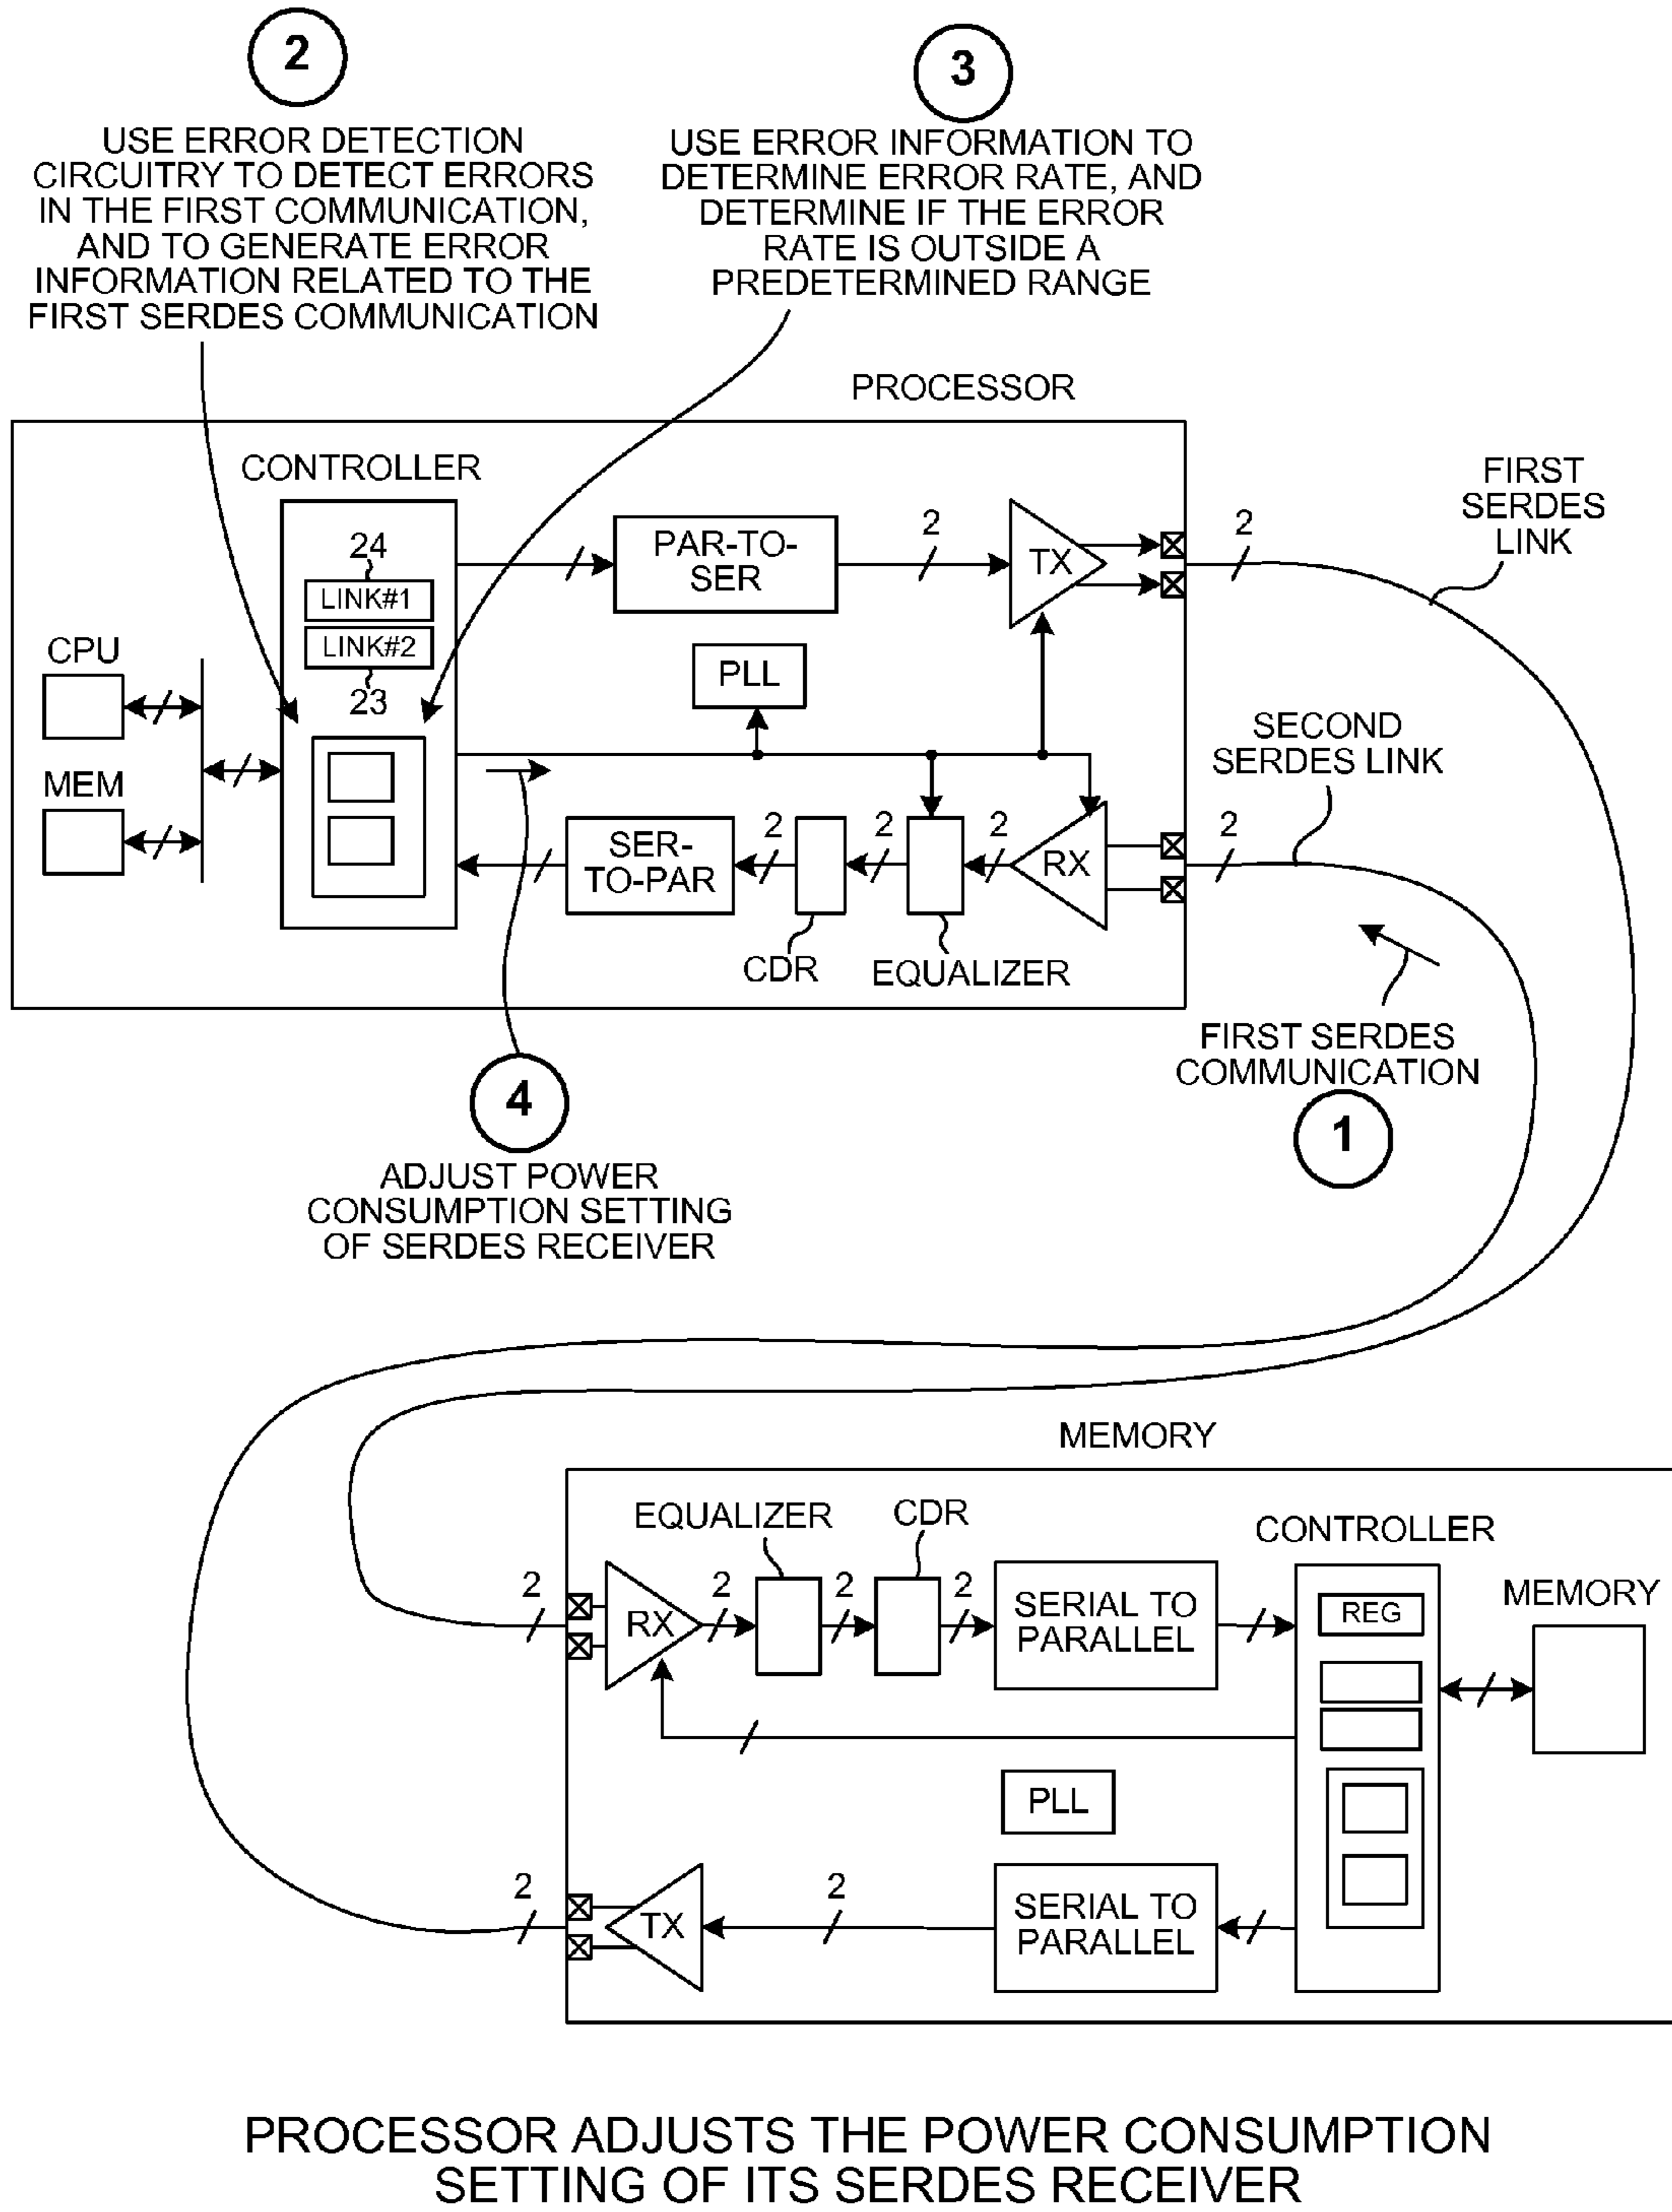 2
USE ERROR DETECTION
CIRCUITRY TO DETECT ERRORS
IN THE FIRST COMMUNICATION,
AND TO GENERATE ERROR
INFORMATION RELATED TO THE
FIRST SERDES COMMUNICATION
3
USE ERROR INFORMATION TO
DETERMINE ERROR RATE, AND
DETERMINE IF THE ERROR
RATE IS OUTSIDE A
PREDETERMINED RANGE
PROCESSOR
CONTROLLER
24
LINK#1
LINK#2
23
CPU
MEM
PAR-TO-
SER
2
TX
2
FIRST
SERDES
LINK
PLL
SECOND
SERDES LINK
SER-
TO-PAR
2
2
2
RX
2
CDR
EQUALIZER
FIRST SERDES
COMMUNICATION
1
4
ADJUST POWER
CONSUMPTION SETTING
OF SERDES RECEIVER
MEMORY
EQUALIZER
CDR
CONTROLLER
2
RX
2
2
2
SERIAL TO
PARALLEL
REG
MEMORY
PLL
2
TX
2
SERIAL TO
PARALLEL
PROCESSOR ADJUSTS THE POWER CONSUMPTION
SETTING OF ITS SERDES RECEIVER